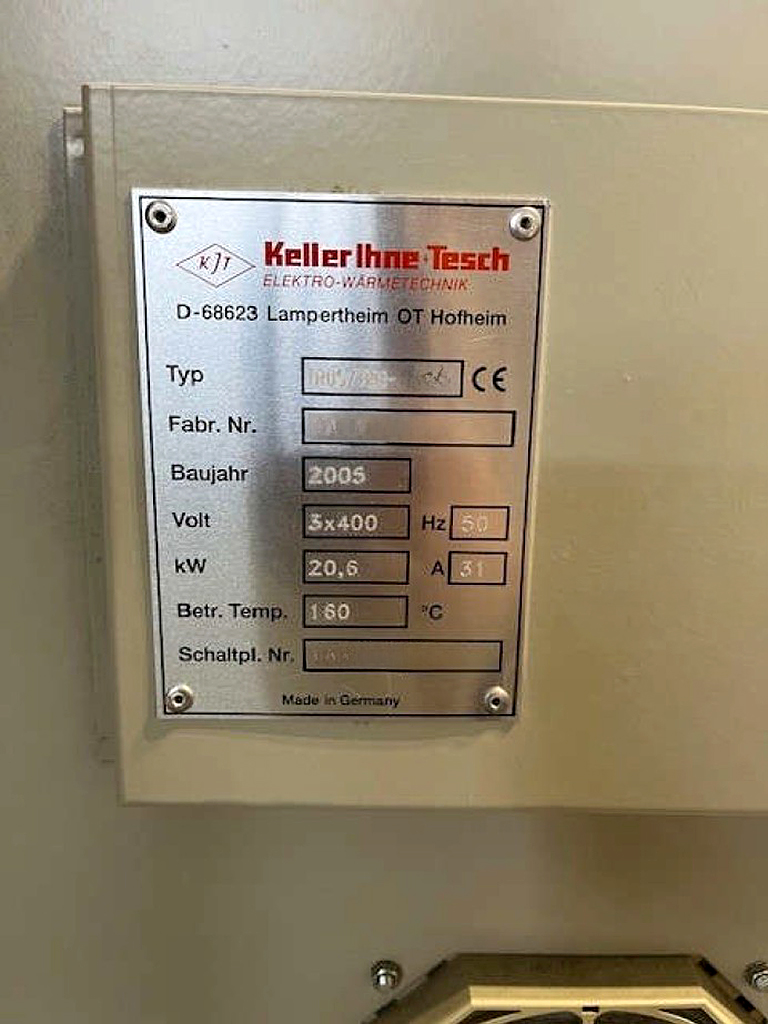 KJT Keller Ihne + Tesch
ELEKTRO-WÄRMETECHNIK
D-68623 Lampertheim OT Hofheim
Typ CE
Fabr. Nr.
Baujahr 2005
Volt 3x400 Hz 50
kW 20,6 A 31
Betr. Temp. 160 °C
Schaltpl. Nr.
Made in Germany